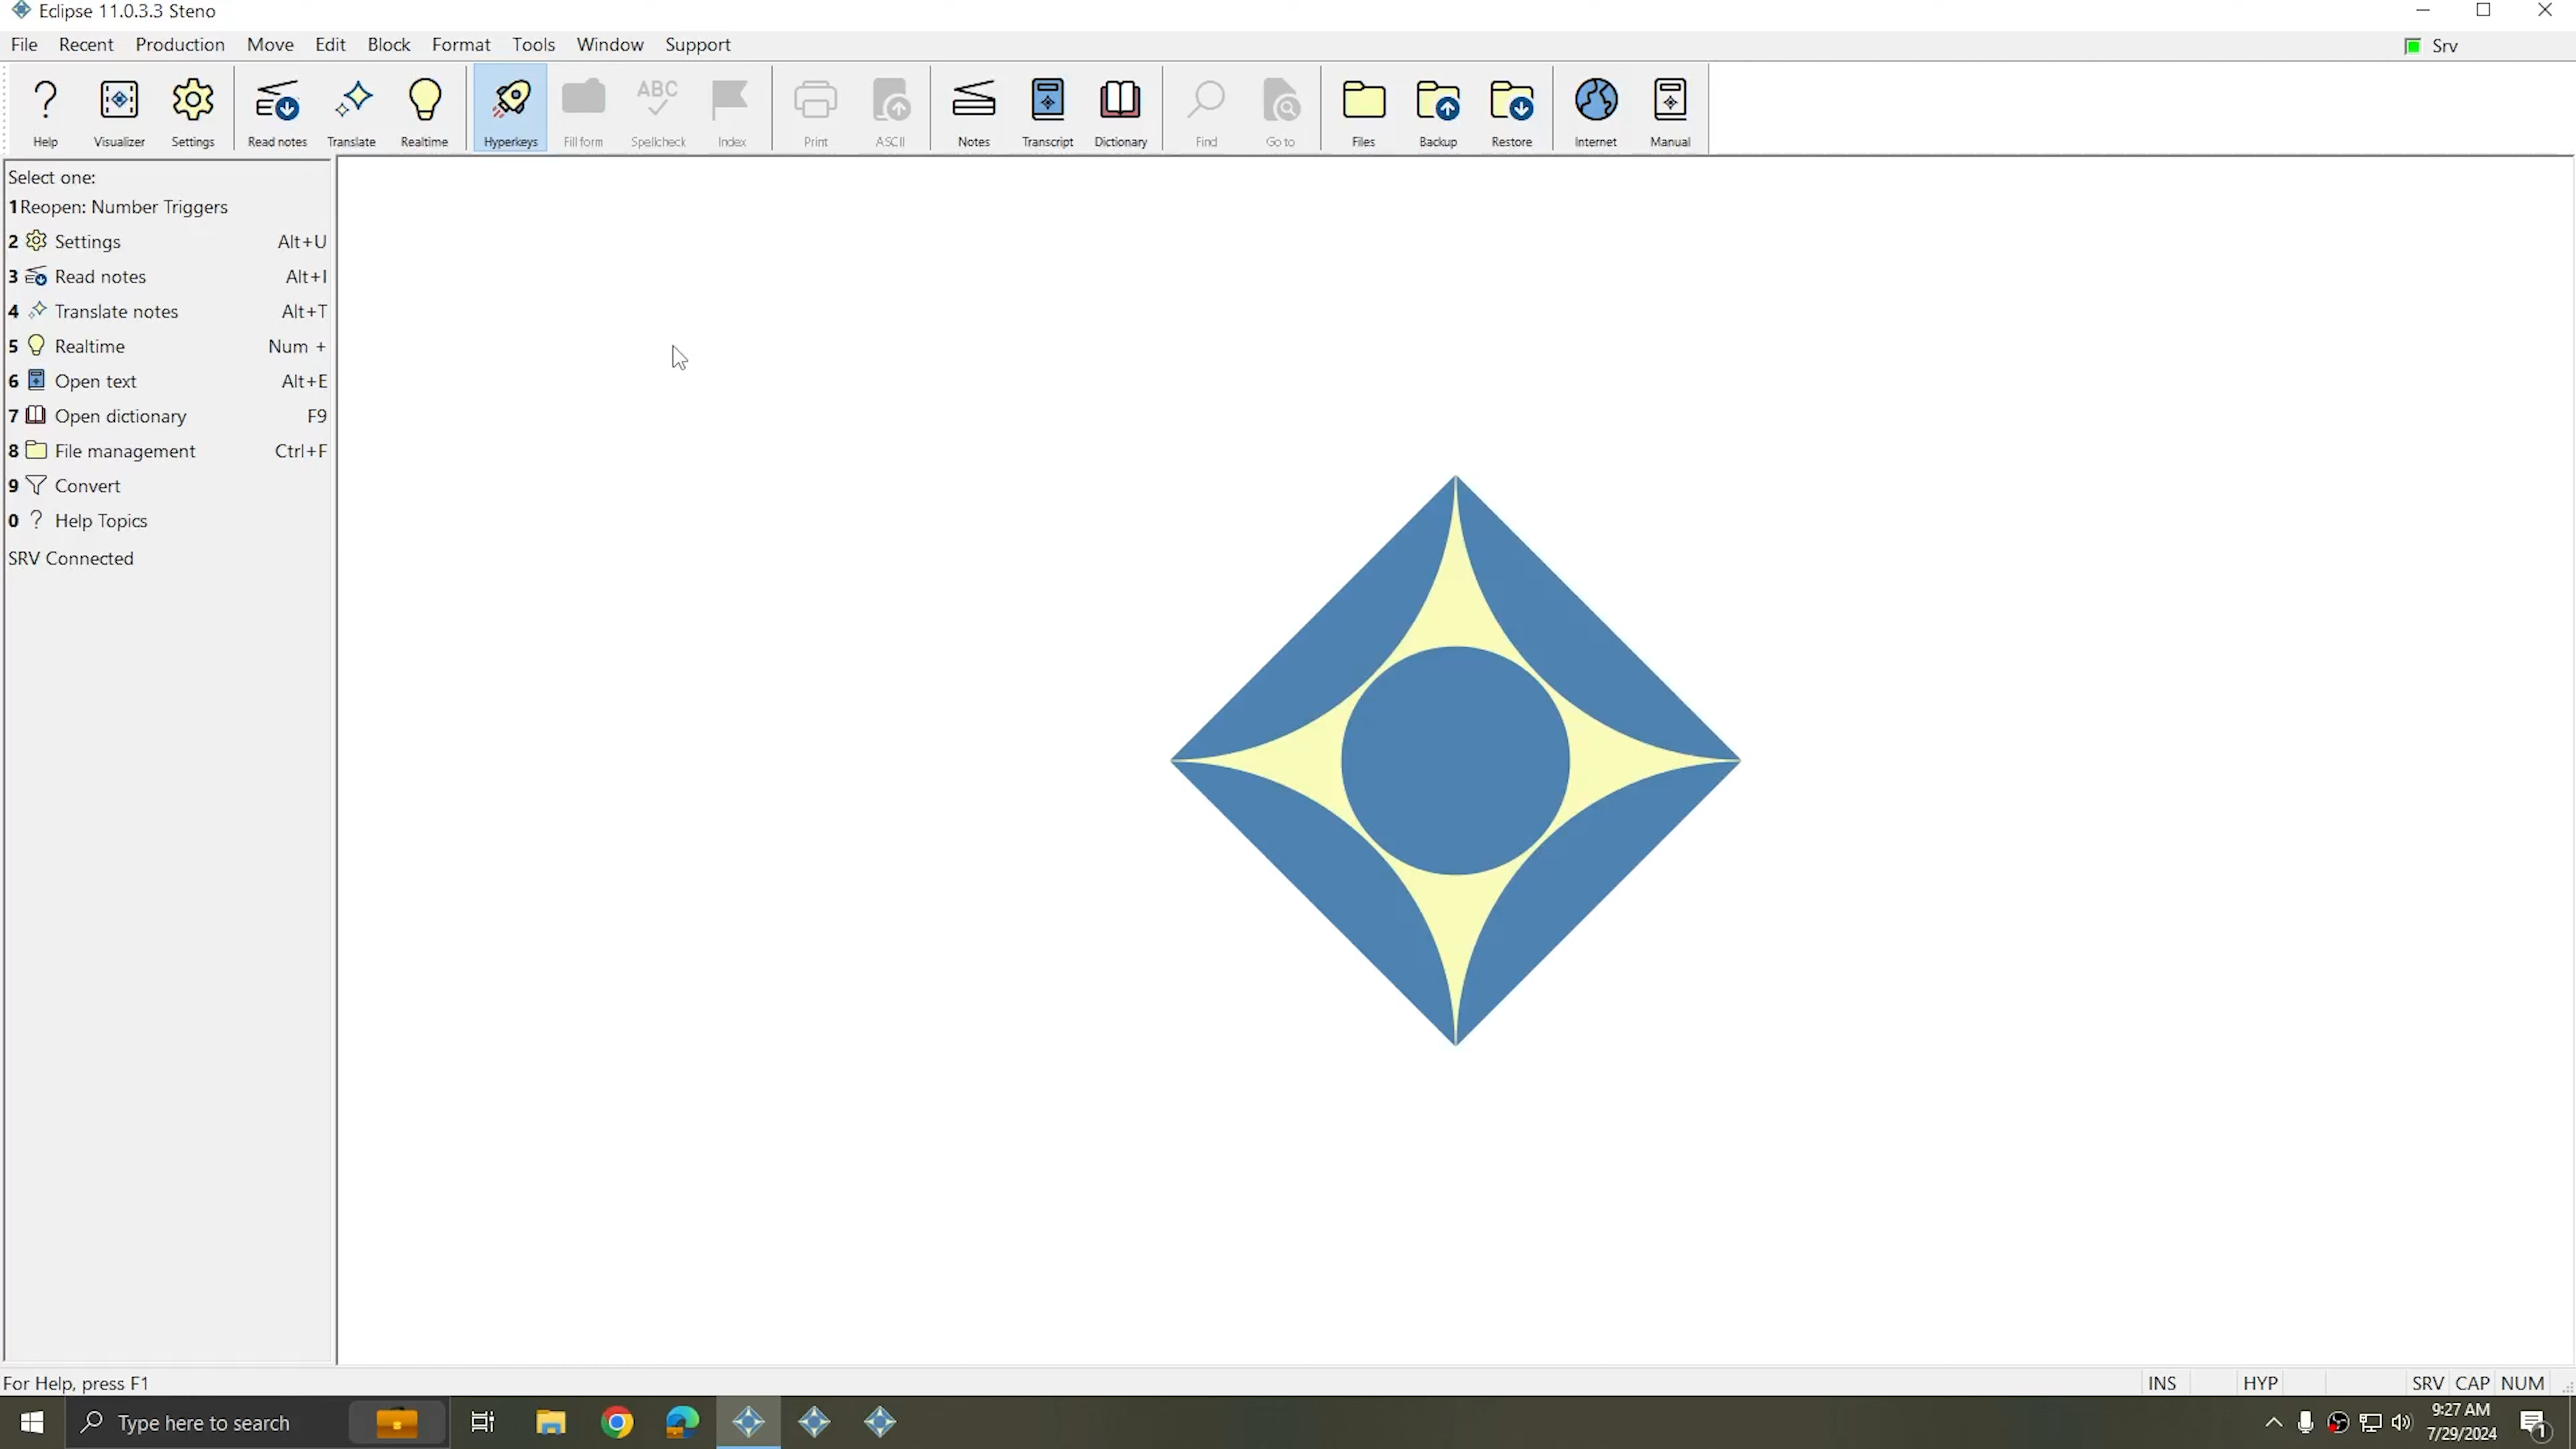 Eclipse 11.0.3.3 Steno
File Recent Production Move Edit Block Format Tools Window Support
Srv
Help Visualizer Settings Read notes Translate Realtime Hyperkeys Fill form Spellcheck Index Print ASCII Notes Transcript Dictionary Find Go to Files Backup Restore Internet Manual
ABC
Select one:
1 Reopen: Number Triggers
2 Settings Alt+U
3 Read notes Alt+I
4 Translate notes Alt+T
5 Realtime Num +
6 Open text Alt+E
7 Open dictionary F9
8 File management Ctrl+F
9 Convert
0 Help Topics
SRV Connected
For Help, press F1
INS HYP SRV CAP NUM
Type here to search
9:27 AM
7/29/2024
1